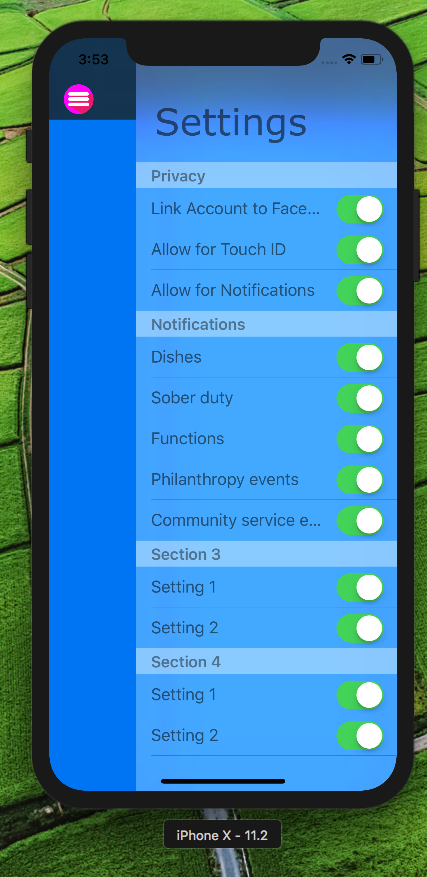 3:53
Settings
Privacy
Link Account to Face...
Allow for Touch ID
Allow for Notifications
Notifications
Dishes
Sober duty
Functions
Philanthropy events
Community service e...
Section 3
Setting 1
Setting 2
Section 4
Setting 1
Setting 2
iPhone X - 11.2